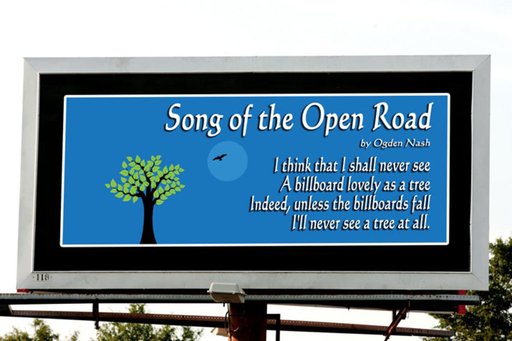 Song of the Open Road
by Ogden Nash
I think that I shall never see
A billboard lovely as a tree
Indeed, unless the billboards fall
I'll never see a tree at all.
-118-